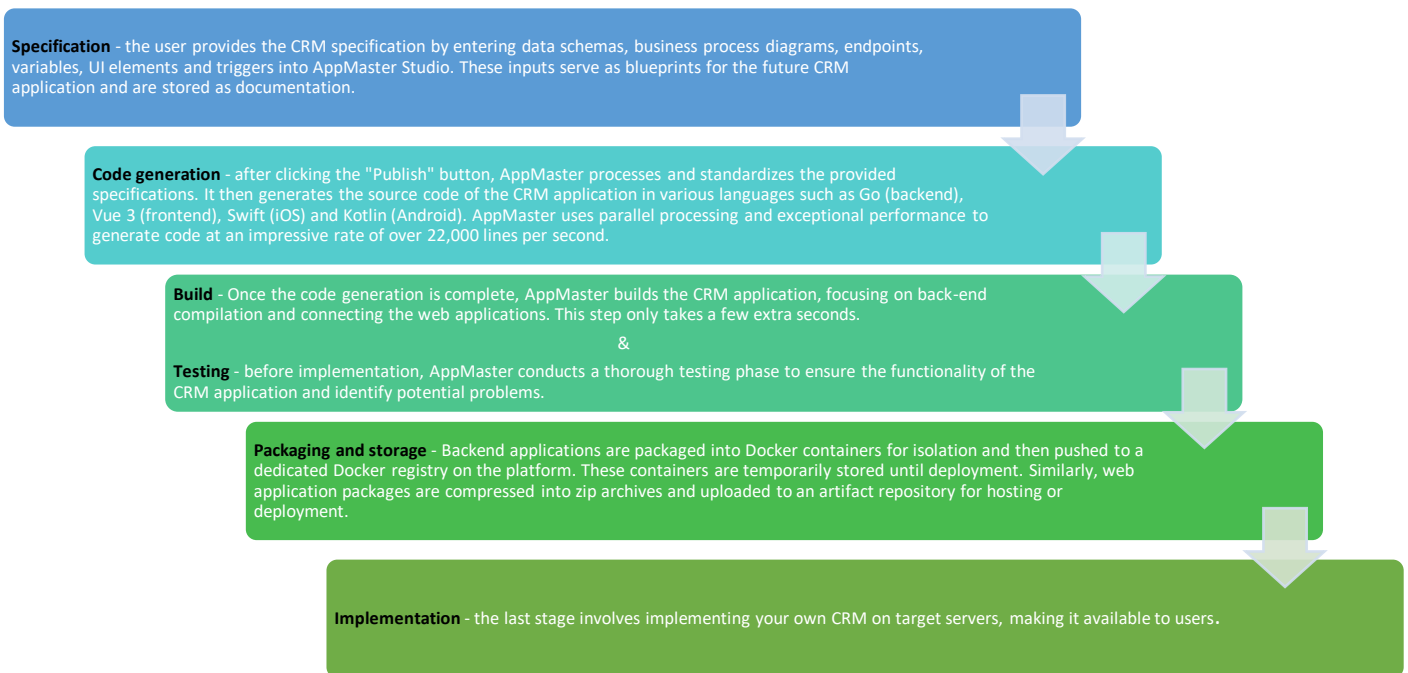 Specification - the user provides the CRM specification by entering data schemas, business process diagrams, endpoints,
variables, UI elements and triggers into AppMaster Studio. These inputs serve as blueprints for the future CRM
application and are stored as documentation.
Code generation - after clicking the "Publish" button, AppMaster processes and standardizes the provided
specifications. It then generates the source code of the CRM application in various languages such as Go (backend),
Vue 3 (frontend), Swift (iOS) and Kotlin (Android). AppMaster uses parallel processing and exceptional performance to
generate code at an impressive rate of over 22,000 lines per second.
Build - Once the code generation is complete, AppMaster builds the CRM application, focusing on back-end
compilation and connecting the web applications. This step only takes a few extra seconds.
&
Testing - before implementation, AppMaster conducts a thorough testing phase to ensure the functionality of the
CRM application and identify potential problems.
Packaging and storage - Backend applications are packaged into Docker containers for isolation and then pushed to a
dedicated Docker registry on the platform. These containers are temporarily stored until deployment. Similarly, web
application packages are compressed into zip archives and uploaded to an artifact repository for hosting or
deployment.
Implementation - the last stage involves implementing your own CRM on target servers, making it available to users.